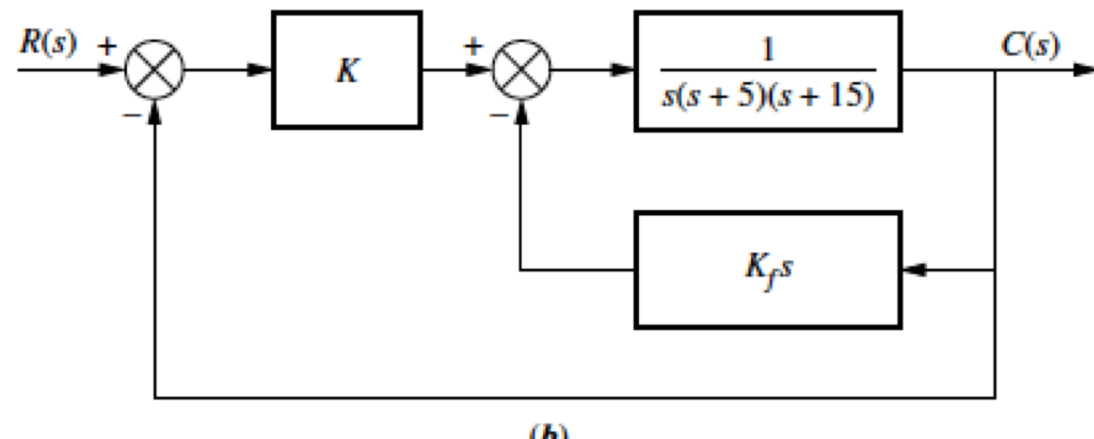 R(s) + K + 1 C(s)
s(s + 5)(s + 15)
− −
K_f s
(b)